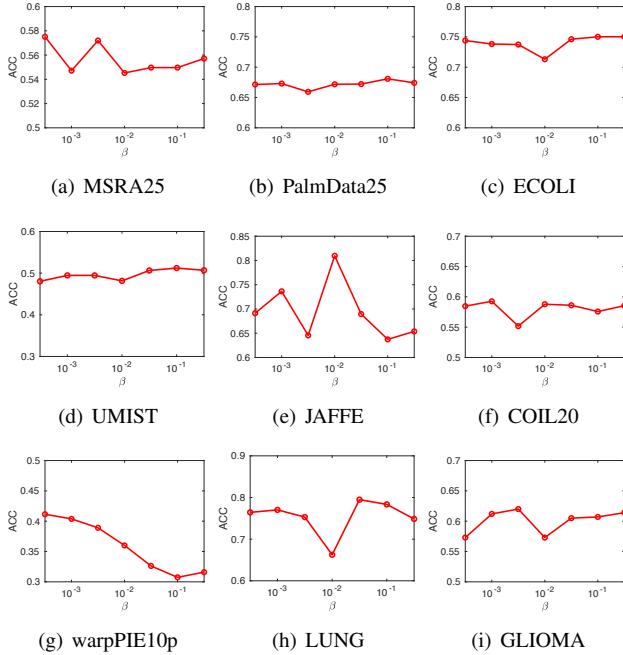 0.58
0.56
0.54
0.52
0.5
ACC
10-3 10-2 10-1
β
(a) MSRA25
0.8
0.75
0.7
0.65
0.6
ACC
10-3 10-2 10-1
β
(b) PalmData25
0.8
0.75
0.7
0.65
0.6
ACC
10-3 10-2 10-1
β
(c) ECOLI
0.6
0.5
0.4
0.3
ACC
10-3 10-2 10-1
β
(d) UMIST
0.85
0.8
0.75
0.7
0.65
0.6
ACC
10-3 10-2 10-1
β
(e) JAFFE
0.7
0.65
0.6
0.55
0.5
ACC
10-3 10-2 10-1
β
(f) COIL20
0.5
0.45
0.4
0.35
0.3
ACC
10-3 10-2 10-1
β
(g) warpPIE10p
0.9
0.8
0.7
0.6
ACC
10-3 10-2 10-1
β
(h) LUNG
0.7
0.65
0.6
0.55
0.5
ACC
10-3 10-2 10-1
β
(i) GLIOMA